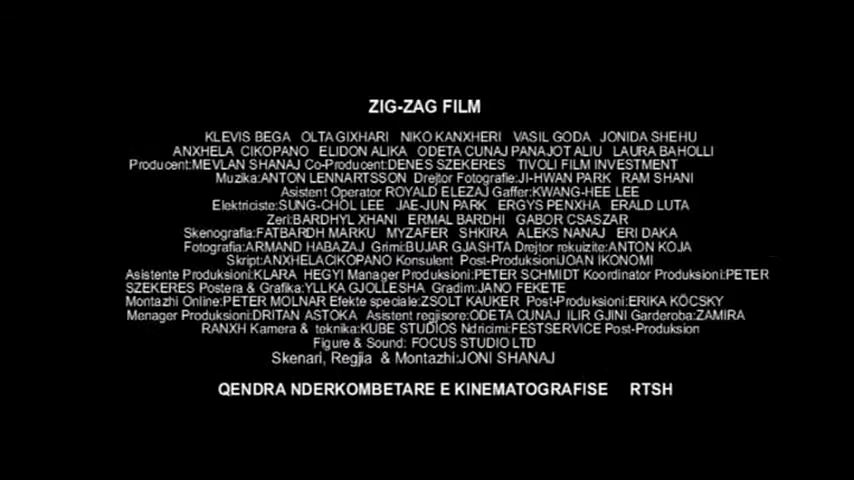 ZIG-ZAG FILM
KLEVIS BEGA OLTA GIXHARI NIKO KANXHERI VASIL GODA JONIDA SHEHU
ANXHELA CIKOPANO ELIDON ALIKA ODETA CUNAJ PANAJOT ALIU LAURA BAHOLLI
Producent:MEVLAN SHANAJ Co-Producent:DENES SZEKERES TIVOLI FILM INVESTMENT
Muzika:ANTON LENNARTSSON Drejtor Fotografie:JI-HWAN PARK RAM SHANI
Asistent Operator ROYALD ELEZAJ Gaffer:KWANG-HEE LEE
Elektriciste:SUNG-CHOL LEE JAE-JUN PARK ERGYS PENXHA ERALD LUTA
Zeri:BARDHYL XHANI ERMAL BARDHI GABOR CSASZAR
Skenografia:FATBARDH MARKU MYZAFER SHKIRA ALEKS NANAJ ERI DAKA
Fotografia:ARMAND HABAZAJ Grimi:BUJAR GJASHTA Drejtor rekuizite:ANTON KOJA
Skript:ANXHELACIKOPANO Konsulent Post-Produksioni:JOAN IKONOMI
Asistente Produksioni:KLARA HEGYI Manager Produksioni:PETER SCHMIDT Koordinator Produksioni:PETER
SZEKERES Postera & Grafika:YLLKA GJOLLESHA Gradim:JANO FEKETE
Montazhi Online:PETER MOLNAR Efekte speciale:ZSOLT KAUKER Post-Produksioni:ERIKA KÖCSKY
Menager Produksioni:DRITAN ASTOKA Asistent regjisore:ODETA CUNAJ ILIR GJINI Garderoba:ZAMIRA
RANXH Kamera & teknika:KUBE STUDIOS Ndricimi:FESTSERVICE Post-Produksion
Figure & Sound: FOCUS STUDIO LTD
Skenari, Regjia & Montazhi:JONI SHANAJ
QENDRA NDERKOMBETARE E KINEMATOGRAFISE RTSH